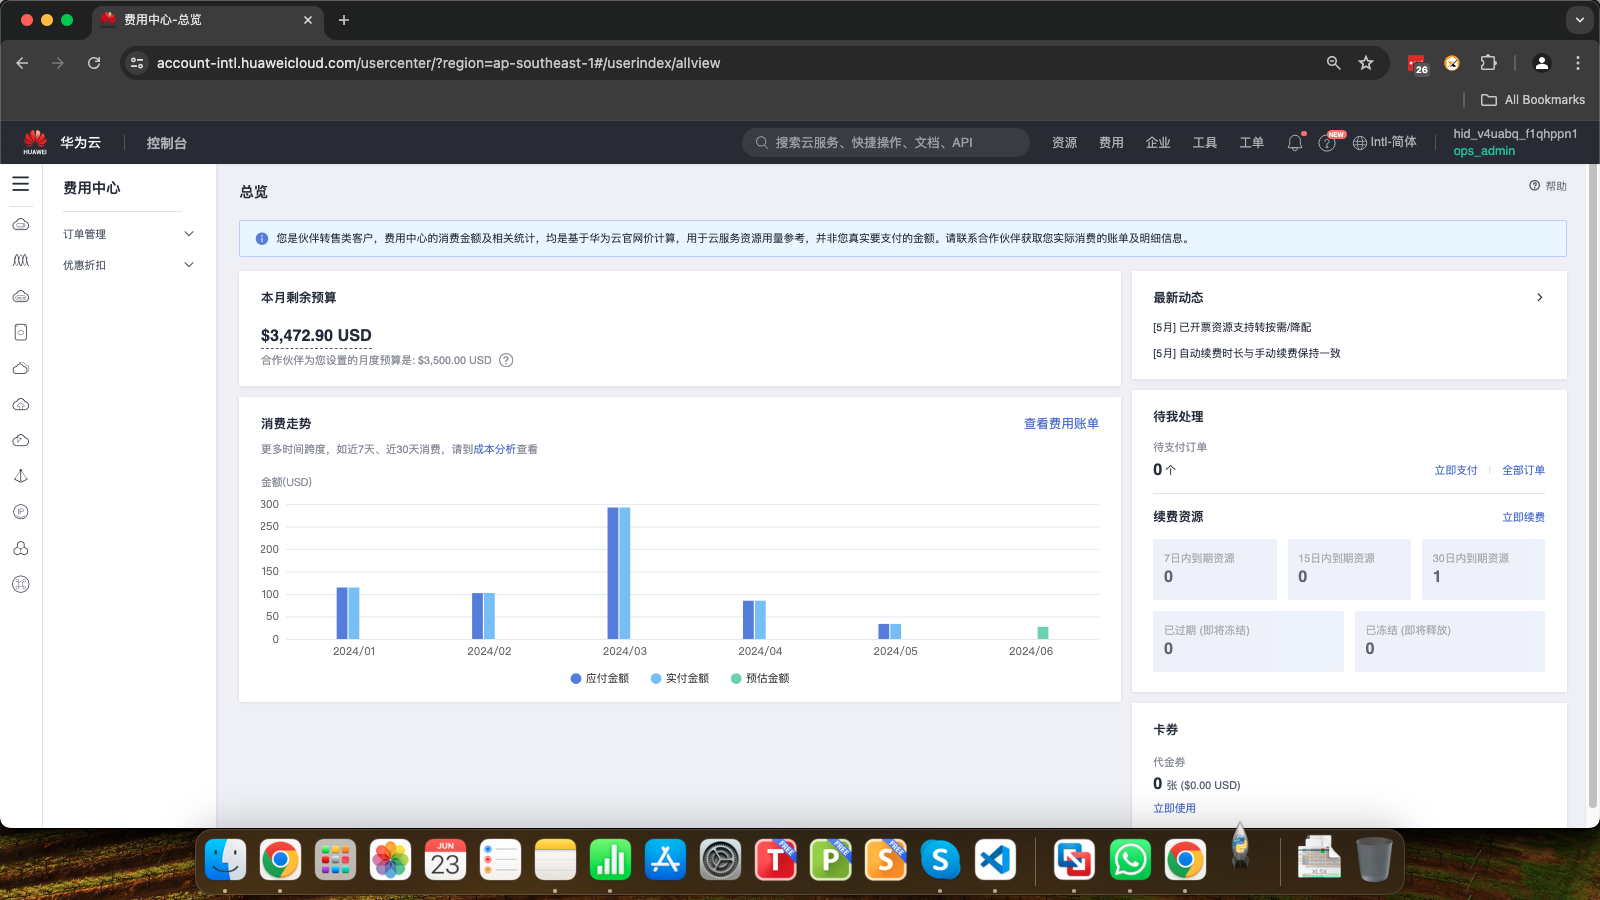 费用中心-总览
account-intl.huaweicloud.com/usercenter/?region=ap-southeast-1#/userindex/allview
26
All Bookmarks
HUAWEI
华为云
控制台
搜索云服务、快捷操作、文档、API
资源
费用
企业
工具
工单
NEW
Intl-简体
hid_v4uabq_f1qhppn1
ops_admin
费用中心
订单管理
优惠折扣
IP
总览
帮助
您是伙伴转售类客户，费用中心的消费金额及相关统计，均是基于华为云官网价计算，用于云服务资源用量参考，并非您真实要支付的金额。请联系合作伙伴获取您实际消费的账单及明细信息。
本月剩余预算
$3,472.90 USD
合作伙伴为您设置的月度预算是: $3,500.00 USD
消费走势
查看费用账单
更多时间跨度，如近7天、近30天消费，请到成本分析查看
金额(USD)
300
250
200
150
100
50
0
2024/01
2024/02
2024/03
2024/04
2024/05
2024/06
应付金额
实付金额
预估金额
最新动态
[5月] 已开票资源支持转按需/降配
[5月] 自动续费时长与手动续费保持一致
待我处理
待支付订单
0 个
立即支付
全部订单
续费资源
立即续费
7日内到期资源
0
15日内到期资源
0
30日内到期资源
1
已过期 (即将冻结)
0
已冻结 (即将释放)
0
卡券
代金券
0 张 ($0.00 USD)
立即使用
JUN
23
T
FREE
P
FREE
S
FREE
S
XLSX